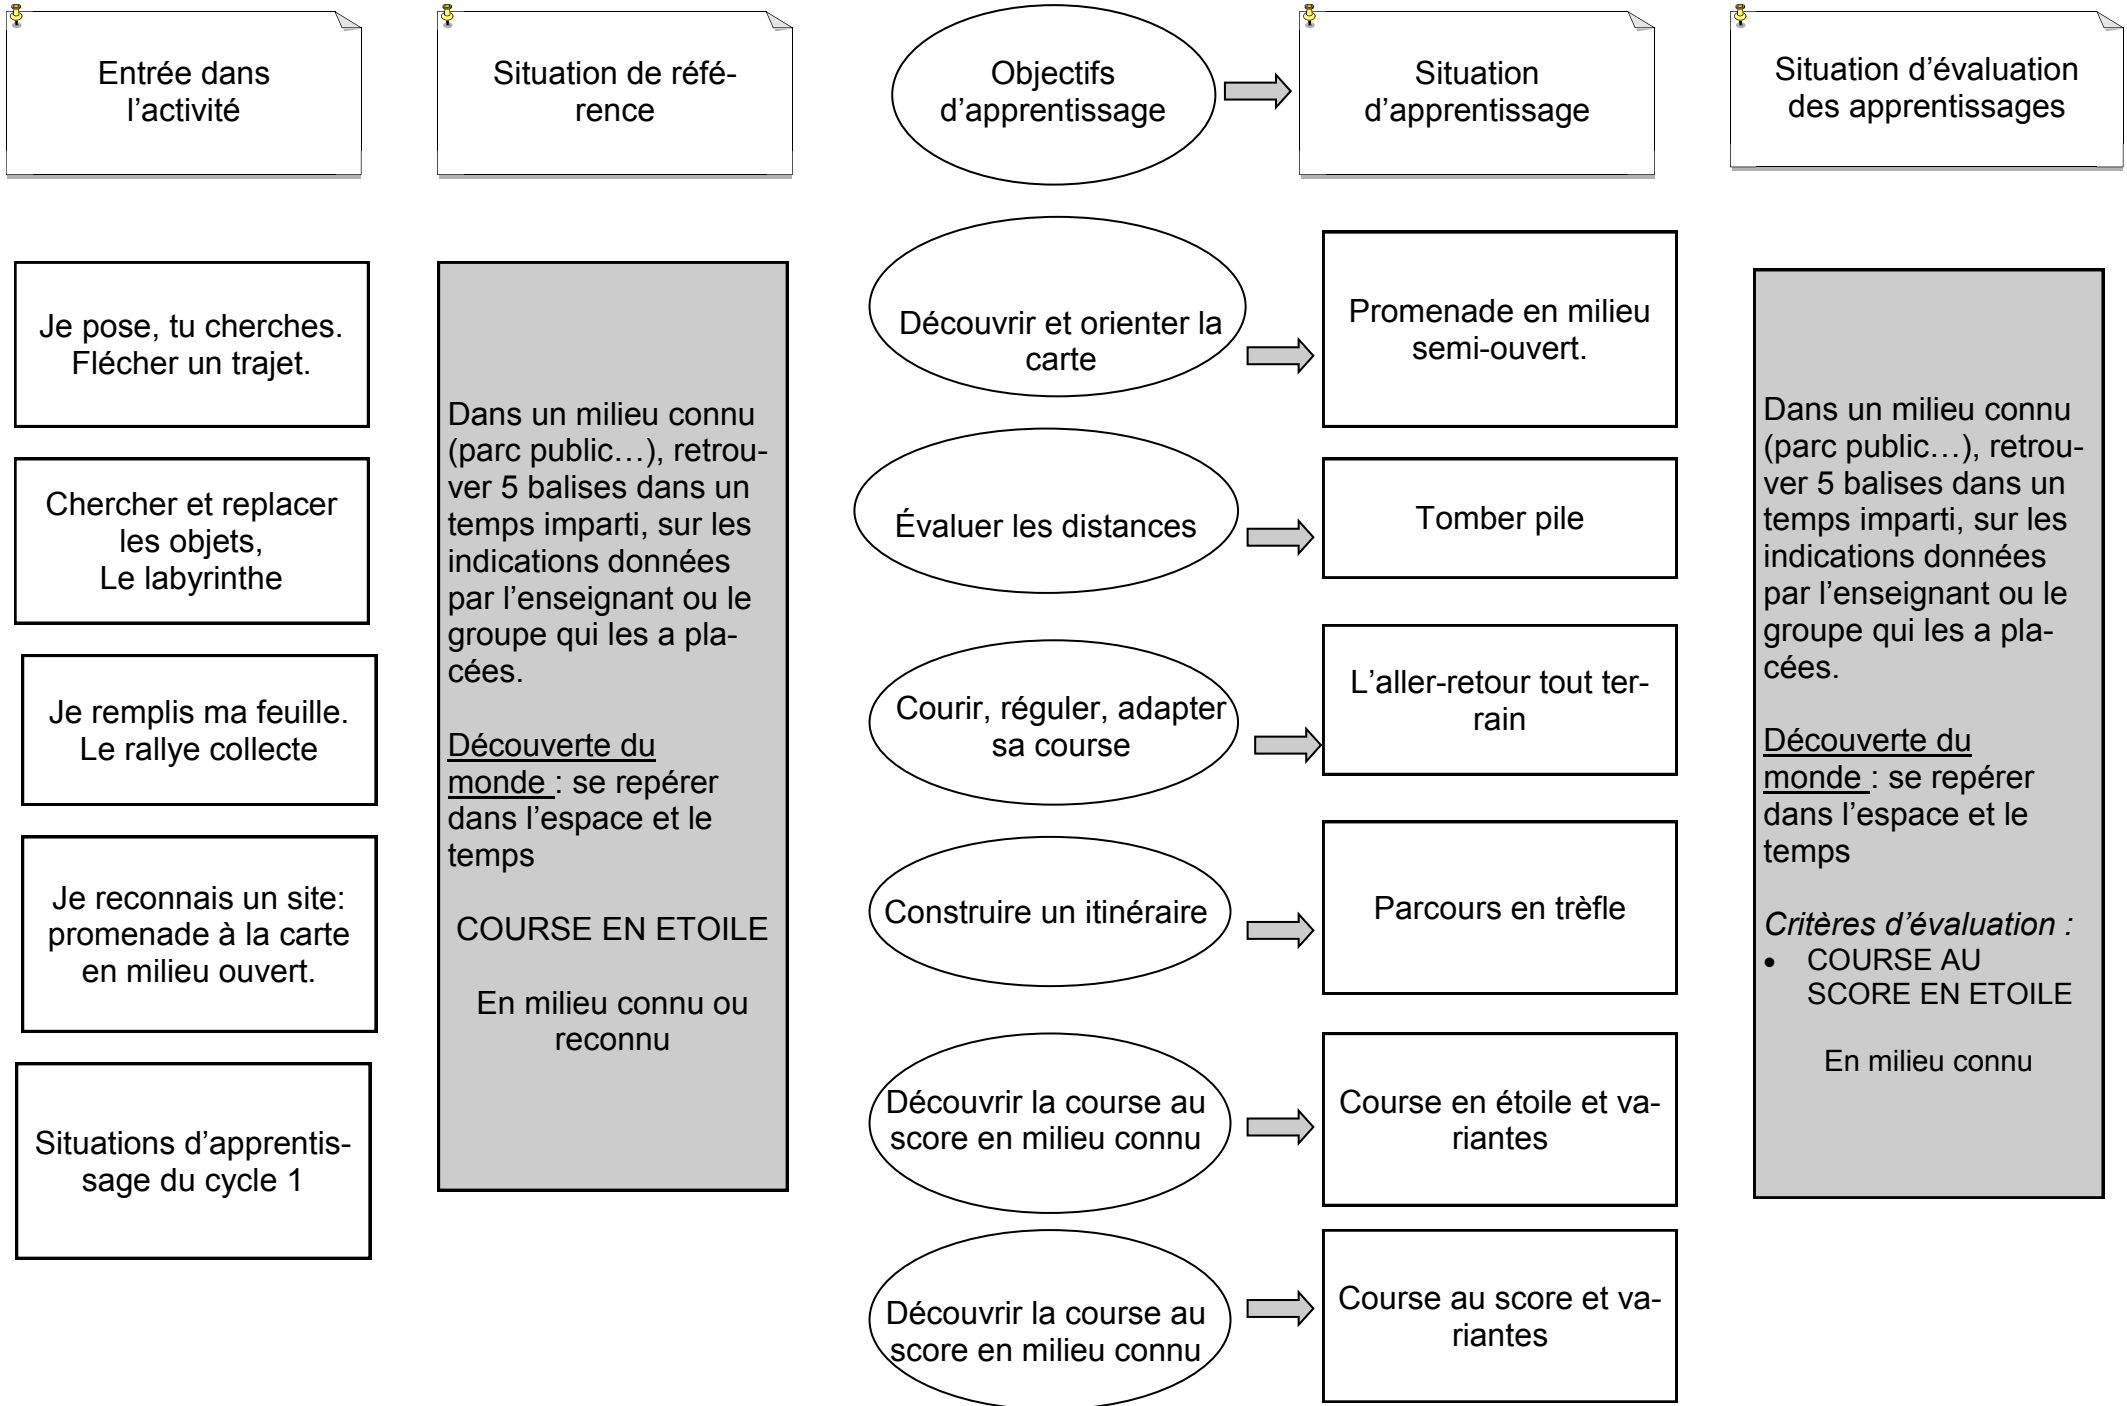 Entrée dans
l’activité
Situation de réfé-
rence
Objectifs
d’apprentissage
Situation
d’apprentissage
Situation d’évaluation
des apprentissages
Je pose, tu cherches.
Flécher un trajet.
Chercher et replacer
les objets,
Le labyrinthe
Je remplis ma feuille.
Le rallye collecte
Je reconnais un site:
promenade à la carte
en milieu ouvert.
Situations d’apprentis-
sage du cycle 1
Dans un milieu connu
(parc public…), retrou-
ver 5 balises dans un
temps imparti, sur les
indications données
par l’enseignant ou le
groupe qui les a pla-
cées.
Découverte du
monde : se repérer
dans l’espace et le
temps
COURSE EN ETOILE
En milieu connu ou
reconnu
Découvrir et orienter la
carte
Promenade en milieu
semi-ouvert.
Évaluer les distances
Tomber pile
Courir, réguler, adapter
sa course
L’aller-retour tout ter-
rain
Construire un itinéraire
Parcours en trèfle
Découvrir la course au
score en milieu connu
Course en étoile et va-
riantes
Découvrir la course au
score en milieu connu
Course au score et va-
riantes
Dans un milieu connu
(parc public…), retrou-
ver 5 balises dans un
temps imparti, sur les
indications données
par l’enseignant ou le
groupe qui les a pla-
cées.
Découverte du
monde : se repérer
dans l’espace et le
temps
Critères d’évaluation :
• COURSE AU
SCORE EN ETOILE
En milieu connu